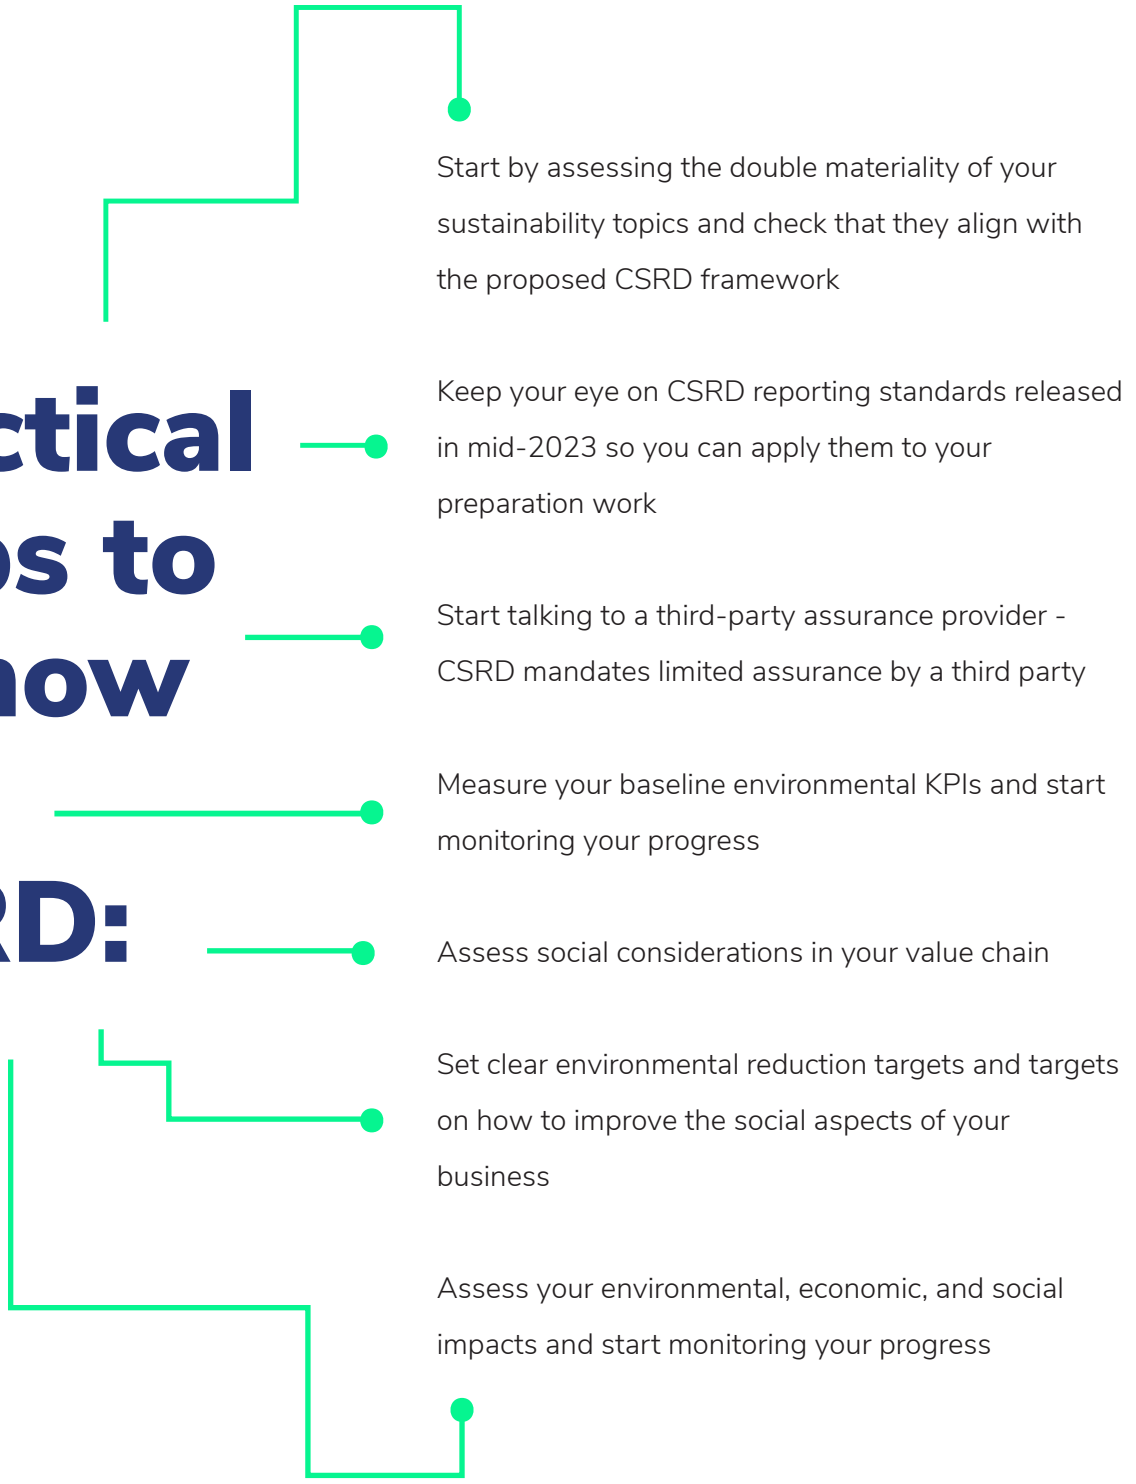 ctical
ps to
now
RD:
Start by assessing the double materiality of your
sustainability topics and check that they align with
the proposed CSRD framework
Keep your eye on CSRD reporting standards released
in mid-2023 so you can apply them to your
preparation work
Start talking to a third-party assurance provider -
CSRD mandates limited assurance by a third party
Measure your baseline environmental KPIs and start
monitoring your progress
Assess social considerations in your value chain
Set clear environmental reduction targets and targets
on how to improve the social aspects of your
business
Assess your environmental, economic, and social
impacts and start monitoring your progress